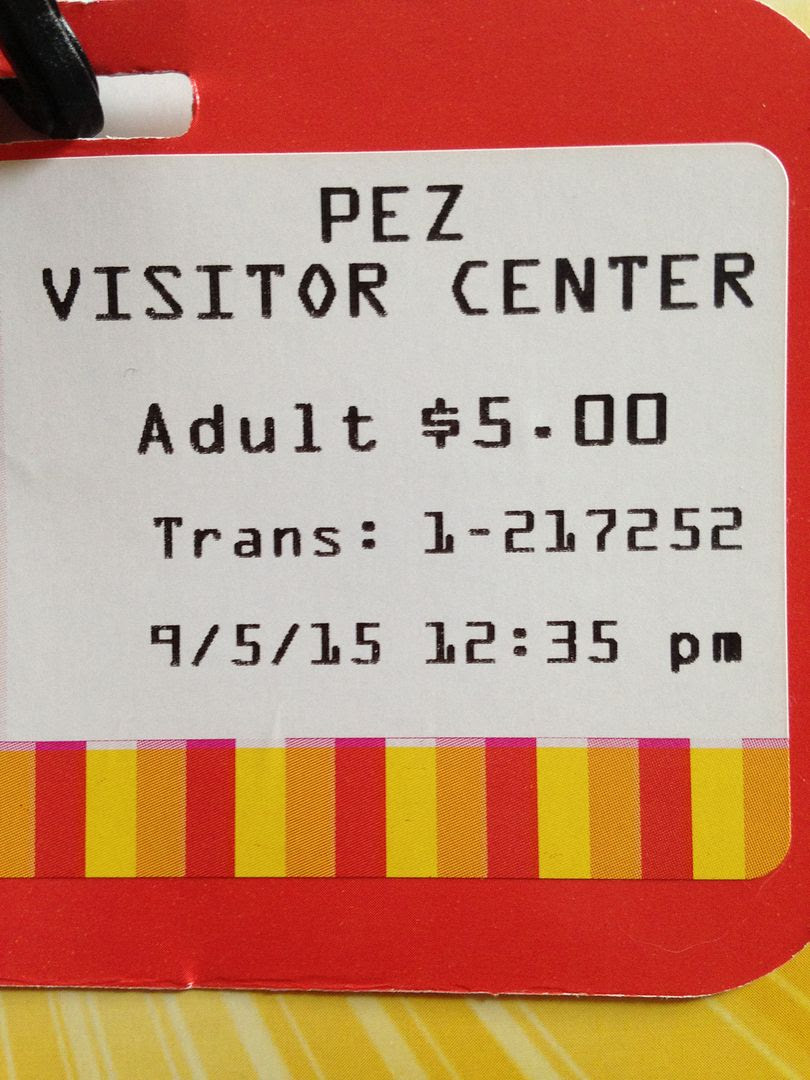 PEZ
VISITOR CENTER
Adult $5.00
Trans: 1-217252
9/5/15 12:35 pm